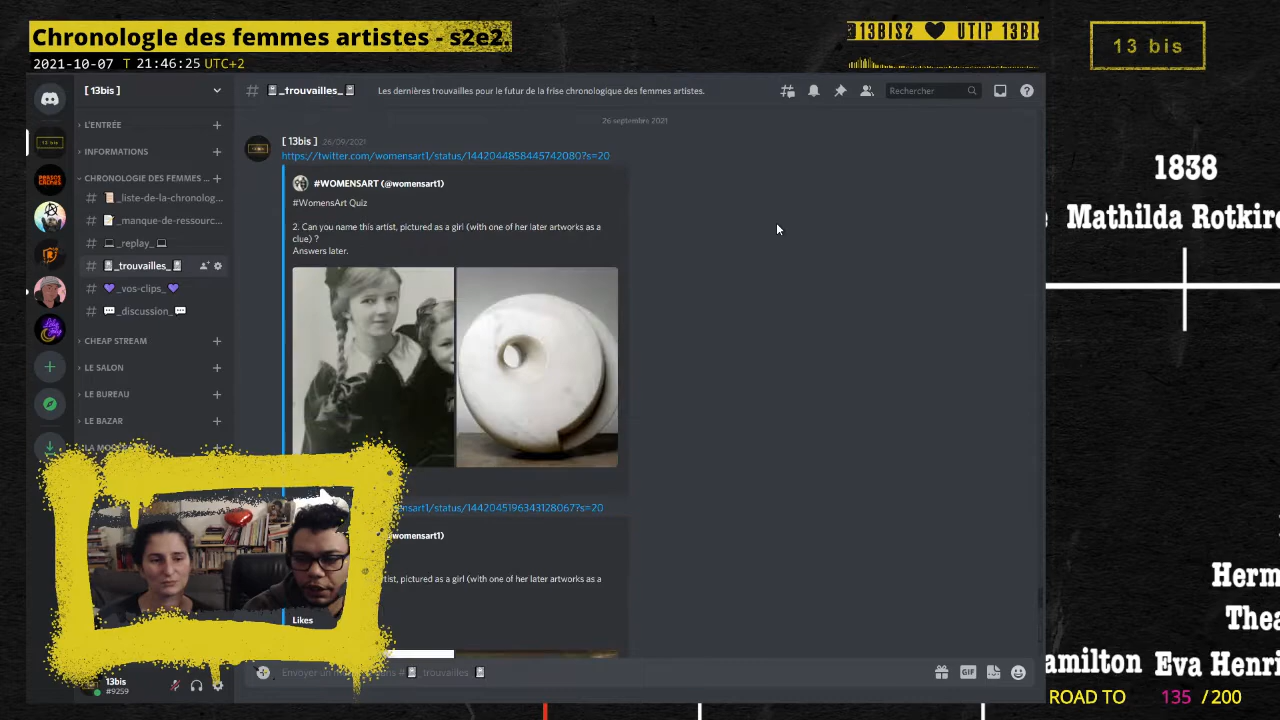 Chronologie des femmes artistes - s2e2
2021-10-07 T 21:46:25 UTC+2
13BIS2 UTIP 13BI
13 bis
[ 13bis ]
# _trouvailles_
Les dernières trouvailles pour le futur de la frise chronologique des femmes artistes.
Rechercher
L'ENTRÉE
INFORMATIONS
CHRONOLOGIE DES FEMMES ...
# _liste-de-la-chronolog...
# _manque-de-ressourc...
# _replay_
# _trouvailles_
# _vos-clips_
# _discussion_
CHEAP STREAM
LE SALON
LE BUREAU
LE BAZAR
26 septembre 2021
[ 13bis ] 26/09/2021
https://twitter.com/womensart1/status/1442044858445742080?s=20
#WOMENSART (@womensart1)
#WomensArt Quiz
2. Can you name this artist, pictured as a girl (with one of her later artworks as a
clue) ?
Answers later.
ensart1/status/1442045196343128067?s=20
@womensart1)
tist, pictured as a girl (with one of her later artworks as a
Likes
13bis
#9259
1838
Mathilda Rotkir
Herm
Thea
amilton Eva Henri
ROAD TO 135 / 200